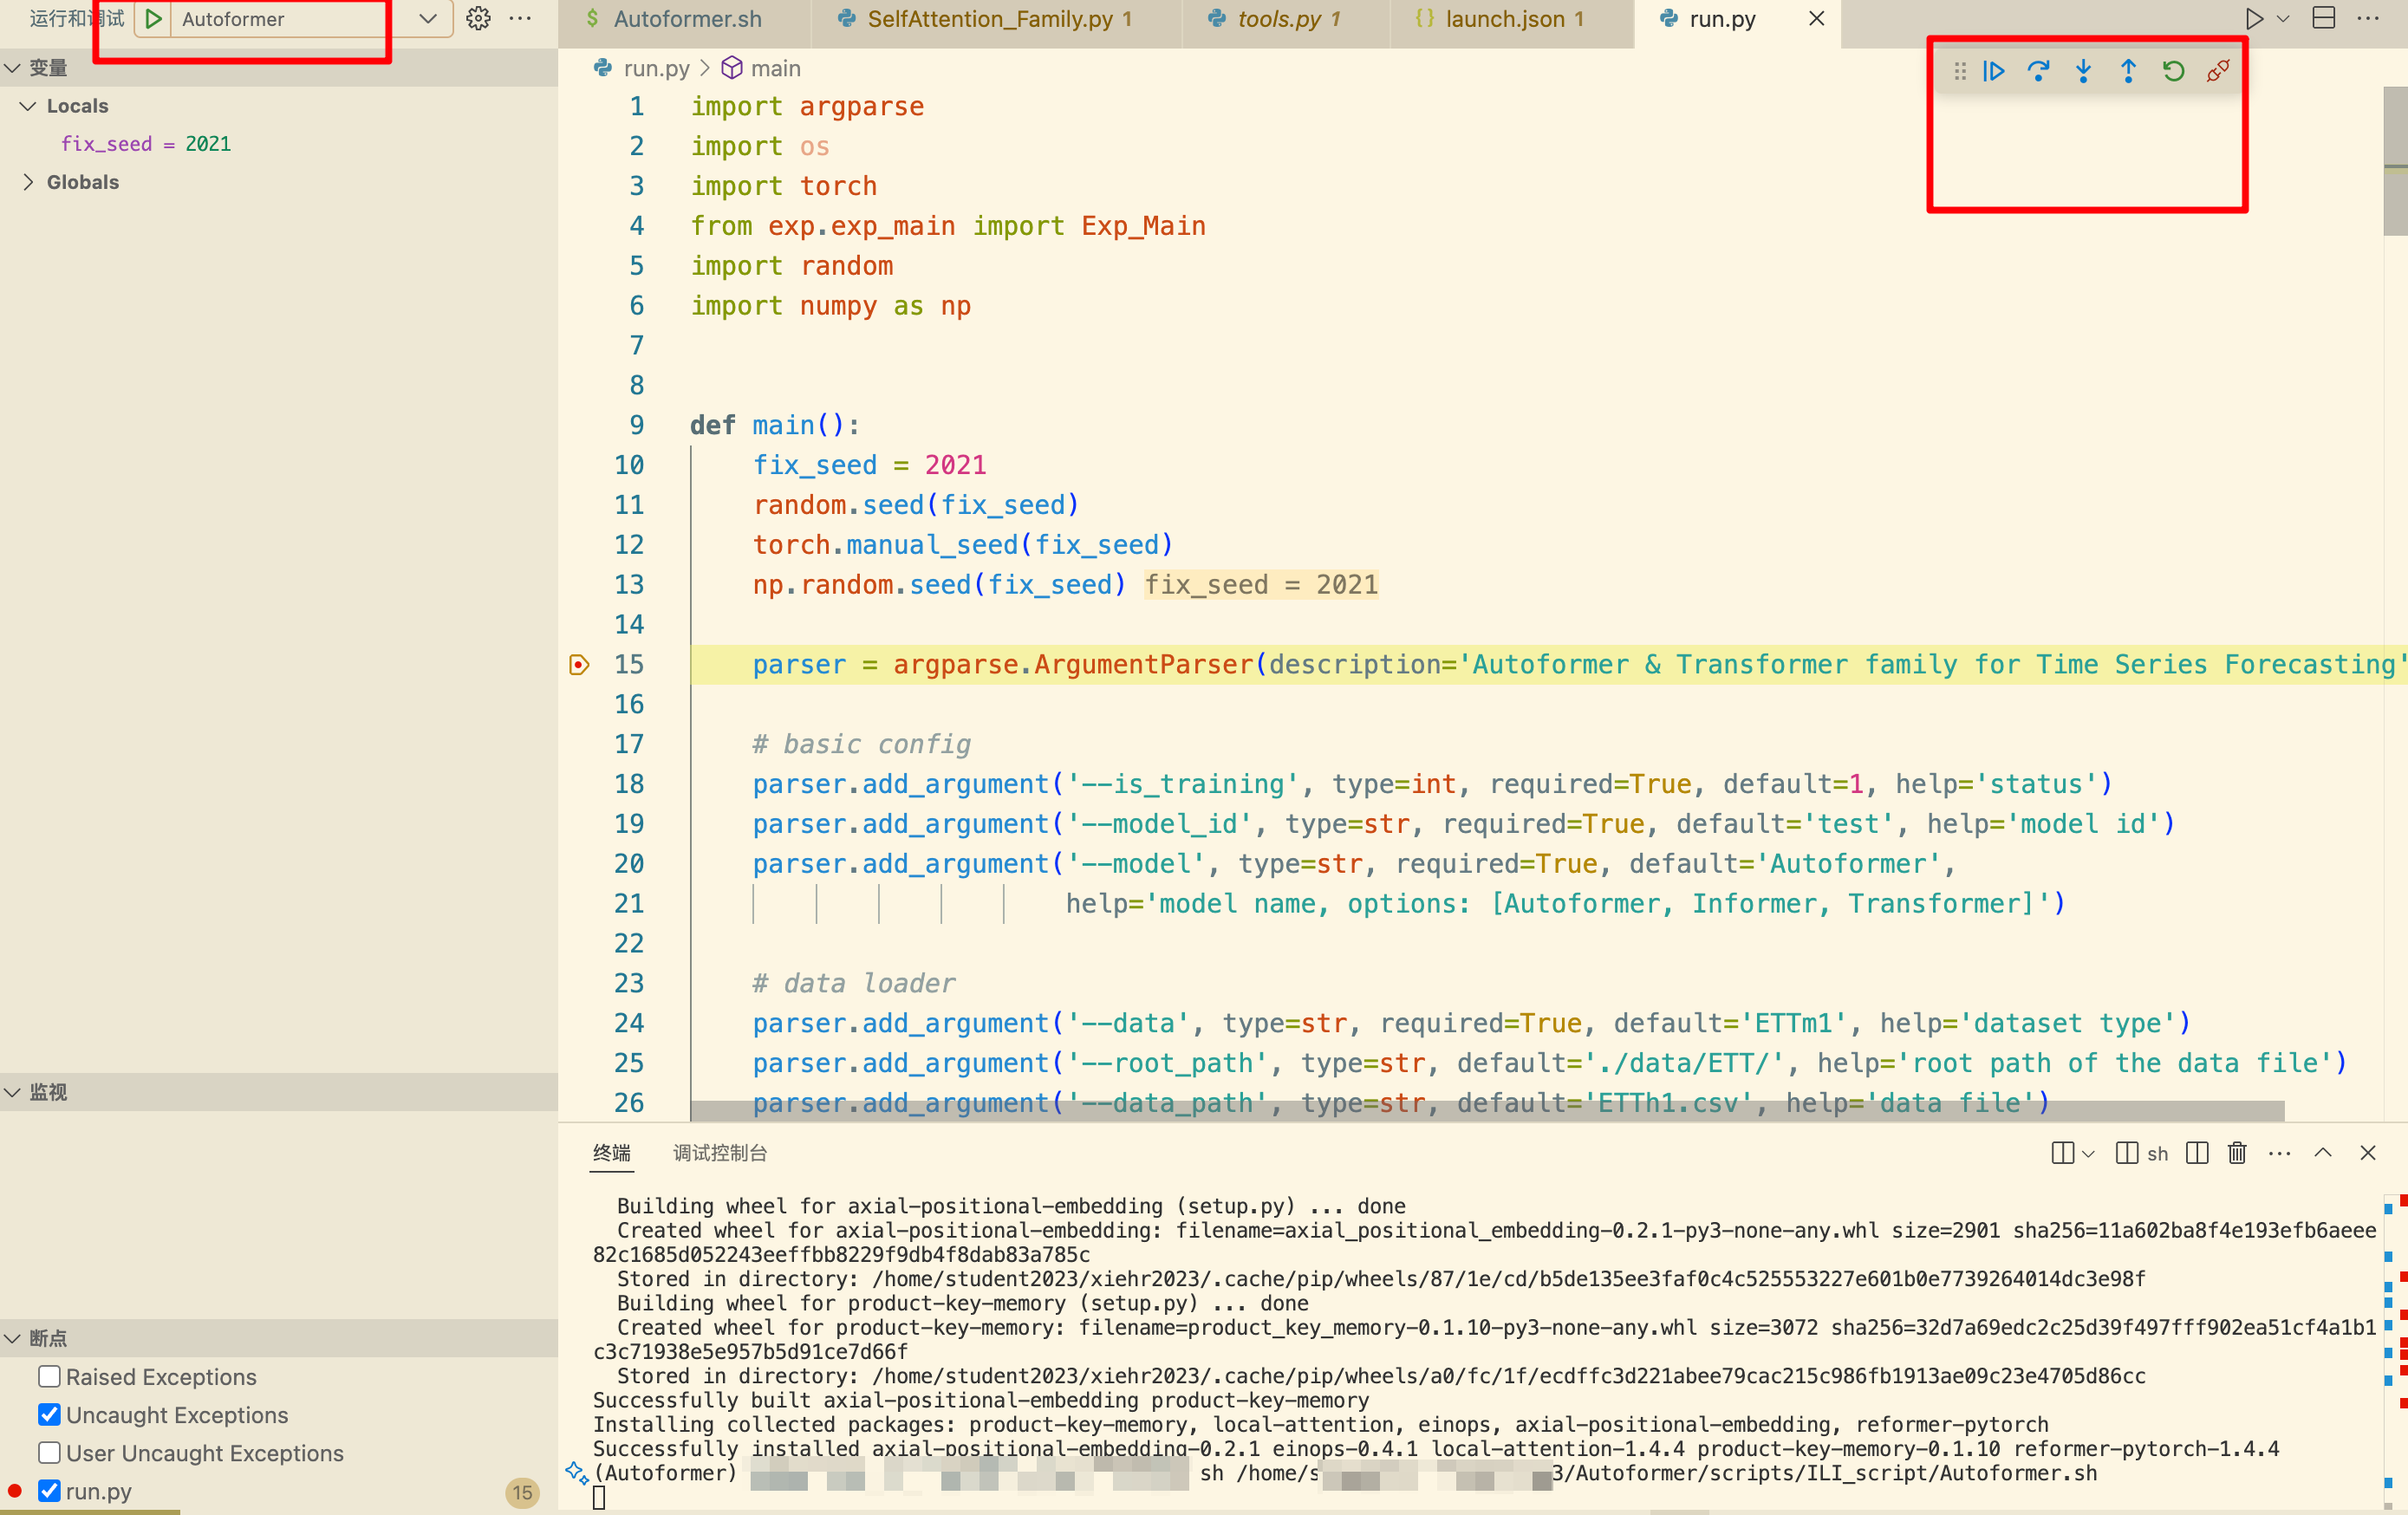 运行和调试
Autoformer
变量
Locals
fix_seed = 2021
Globals
监视
断点
Raised Exceptions
Uncaught Exceptions
User Uncaught Exceptions
run.py
15
$ Autoformer.sh
SelfAttention_Family.py 1
tools.py 1
{} launch.json 1
run.py
run.py > main
1 import argparse
2 import os
3 import torch
4 from exp.exp_main import Exp_Main
5 import random
6 import numpy as np
7
8
9 def main():
10 fix_seed = 2021
11 random.seed(fix_seed)
12 torch.manual_seed(fix_seed)
13 np.random.seed(fix_seed) fix_seed = 2021
14
15 parser = argparse.ArgumentParser(description='Autoformer & Transformer family for Time Series Forecasting'
16
17 # basic config
18 parser.add_argument('--is_training', type=int, required=True, default=1, help='status')
19 parser.add_argument('--model_id', type=str, required=True, default='test', help='model id')
20 parser.add_argument('--model', type=str, required=True, default='Autoformer',
21 help='model name, options: [Autoformer, Informer, Transformer]')
22
23 # data loader
24 parser.add_argument('--data', type=str, required=True, default='ETTm1', help='dataset type')
25 parser.add_argument('--root_path', type=str, default='./data/ETT/', help='root path of the data file')
26 parser.add_argument('--data_path', type=str, default='ETTh1.csv', help='data file')
终端
调试控制台
sh
Building wheel for axial-positional-embedding (setup.py) ... done
Created wheel for axial-positional-embedding: filename=axial_positional_embedding-0.2.1-py3-none-any.whl size=2901 sha256=11a602ba8f4e193efb6aeee
82c1685d052243eeffbb8229f9db4f8dab83a785c
Stored in directory: /home/student2023/xiehr2023/.cache/pip/wheels/87/1e/cd/b5de135ee3faf0c4c525553227e601b0e7739264014dc3e98f
Building wheel for product-key-memory (setup.py) ... done
Created wheel for product-key-memory: filename=product_key_memory-0.1.10-py3-none-any.whl size=3072 sha256=32d7a69edc2c25d39f497fff902ea51cf4a1b1
c3c71938e5e957b5d91ce7d66f
Stored in directory: /home/student2023/xiehr2023/.cache/pip/wheels/a0/fc/1f/ecdffc3d221abee79cac215c986fb1913ae09c23e4705d86cc
Successfully built axial-positional-embedding product-key-memory
Installing collected packages: product-key-memory, local-attention, einops, axial-positional-embedding, reformer-pytorch
Successfully installed axial-positional-embedding-0.2.1 einops-0.4.1 local-attention-1.4.4 product-key-memory-0.1.10 reformer-pytorch-1.4.4
(Autoformer) sh /home/s 3/Autoformer/scripts/ILI_script/Autoformer.sh